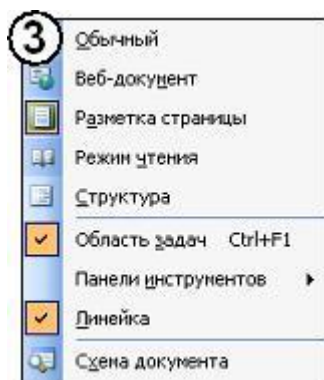 3
Обычный
Веб-документ
Разметка страницы
Режим чтения
Структура
Область задач Ctrl+F1
Панели инструментов
Линейка
Схема документа